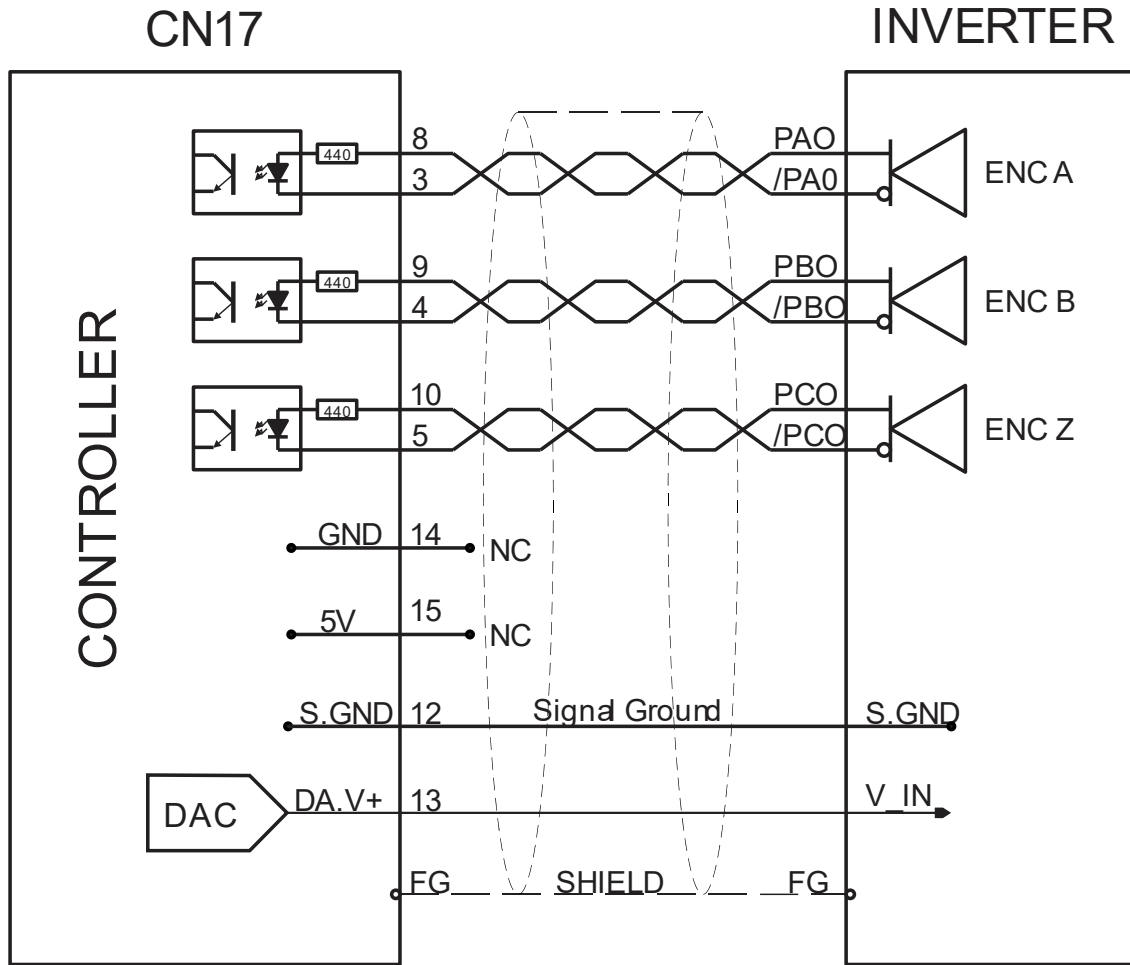 CN17
INVERTER
CONTROLLER
440
8
3
PAO
/PA0
ENC A
440
9
4
PBO
/PBO
ENC B
440
10
5
PCO
/PCO
ENC Z
GND
14
NC
5V
15
NC
S.GND
12
Signal Ground
S.GND
DAC
DA.V+
13
V_IN
FG
SHIELD
FG